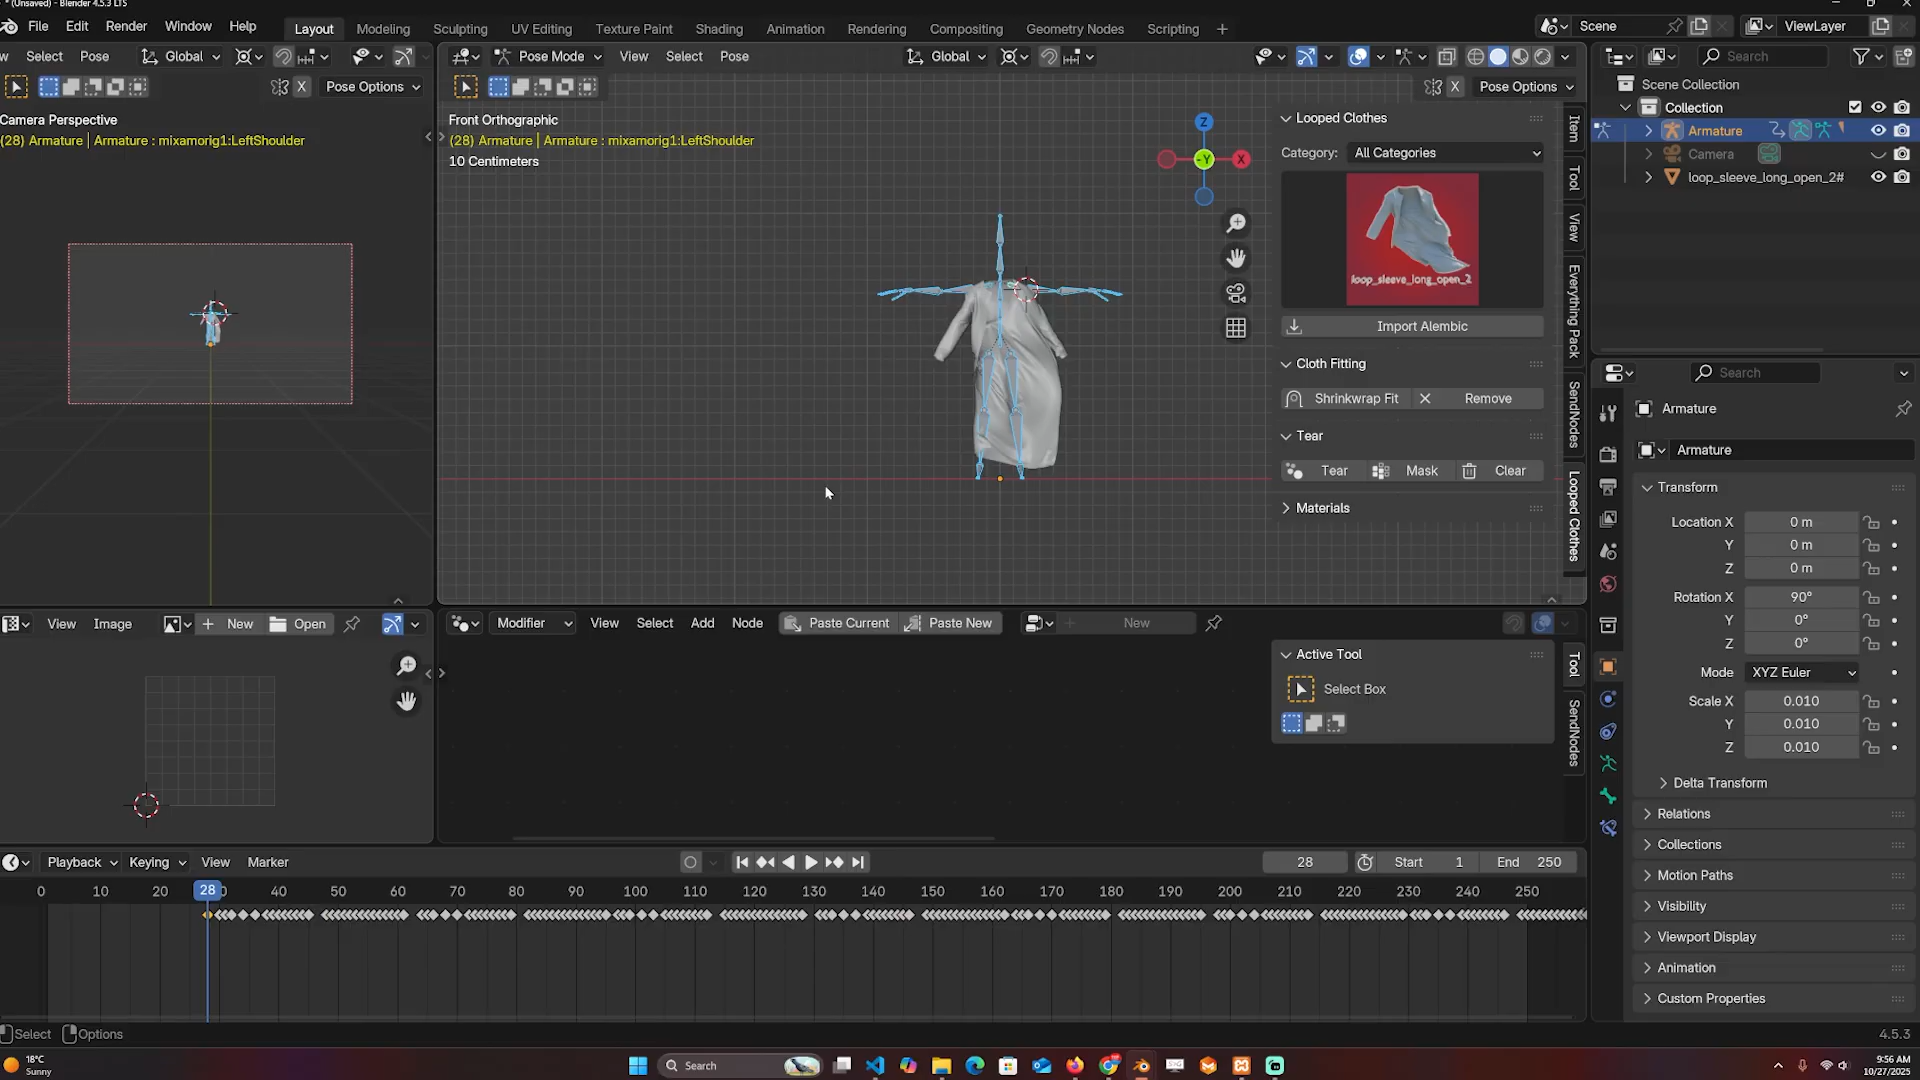 * (Unsaved) - Blender 4.5.3 LTS
File Edit Render Window Help
Layout Modeling Sculpting UV Editing Texture Paint Shading Animation Rendering Compositing Geometry Nodes Scripting +
Scene
ViewLayer
w Select Pose Global
Pose Mode View Select Pose Global
Search
X Pose Options
X Pose Options
Camera Perspective
(28) Armature | Armature : mixamorig1:LeftShoulder
Front Orthographic
(28) Armature | Armature : mixamorig1:LeftShoulder
10 Centimeters
Z
-Y
X
Looped Clothes
Category: All Categories
loop_sleeve_long_open_2
Import Alembic
Cloth Fitting
Shrinkwrap Fit Remove
Tear
Tear Mask Clear
Materials
Item
Tool
View
Everything Pack
SendNodes
Looped Clothes
Scene Collection
Collection
Armature
Camera
loop_sleeve_long_open_2#
Search
Armature
Armature
Transform
Location X 0 m
Y 0 m
Z 0 m
Rotation X 90°
Y 0°
Z 0°
Mode XYZ Euler
Scale X 0.010
Y 0.010
Z 0.010
Delta Transform
Relations
Collections
Motion Paths
Visibility
Viewport Display
Animation
Custom Properties
View Image New Open
Modifier View Select Add Node Paste Current Paste New New
Active Tool
Select Box
Tool
SendNodes
Playback Keying View Marker
28 Start 1 End 250
0 10 20 28 0 40 50 60 70 80 90 100 110 120 130 140 150 160 170 180 190 200 210 220 230 240 250
Select Options
4.5.3
18°C
Sunny
Search
9:56 AM
10/27/2025